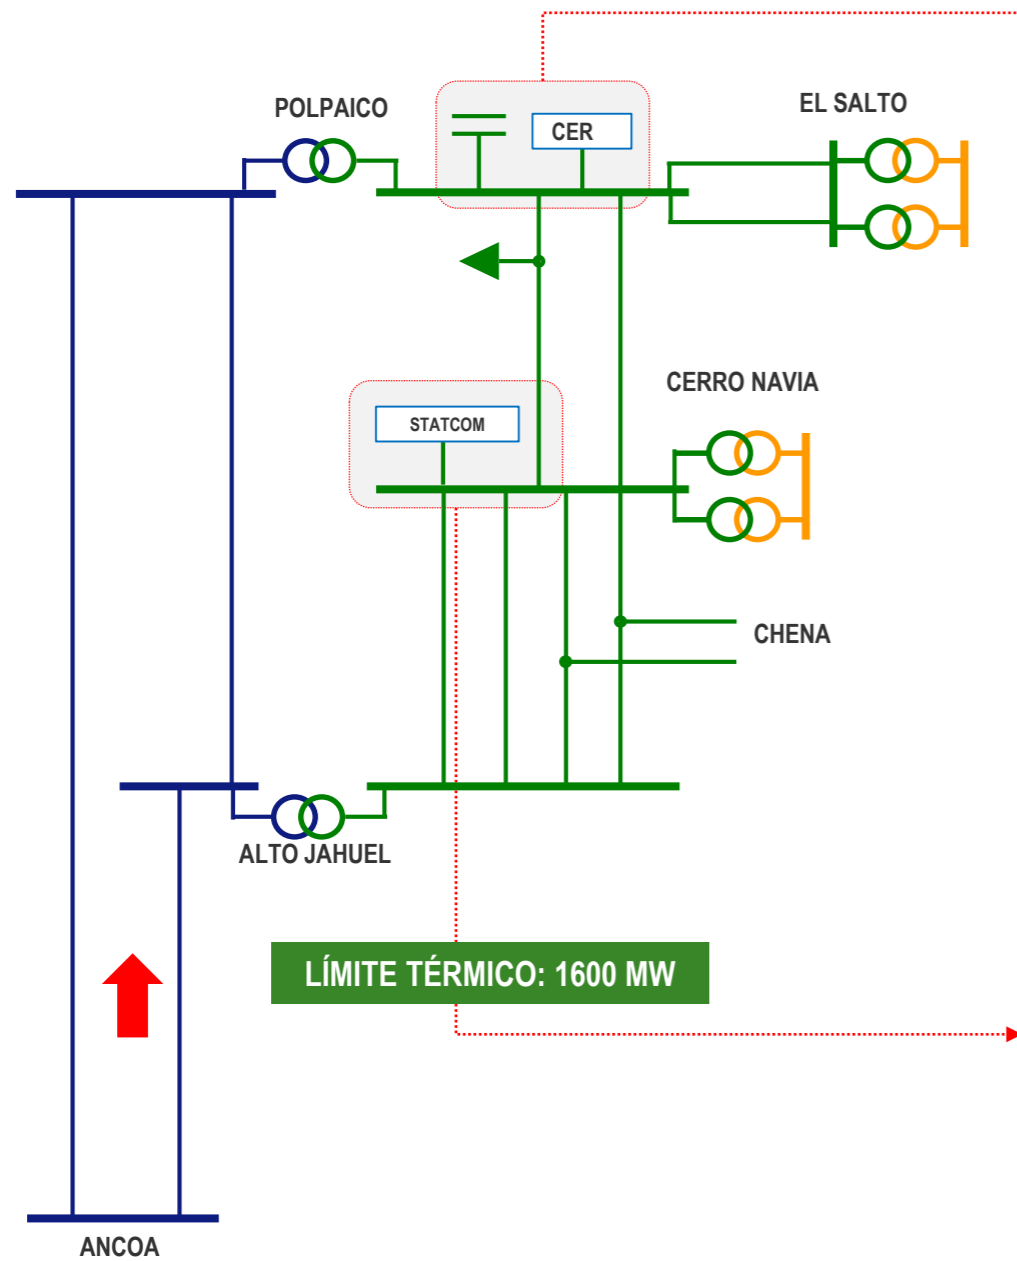 POLPAICO
CER
EL SALTO
CERRO NAVIA
STATCOM
CHENA
ALTO JAHUEL
LÍMITE TÉRMICO: 1600 MW
ANCOA